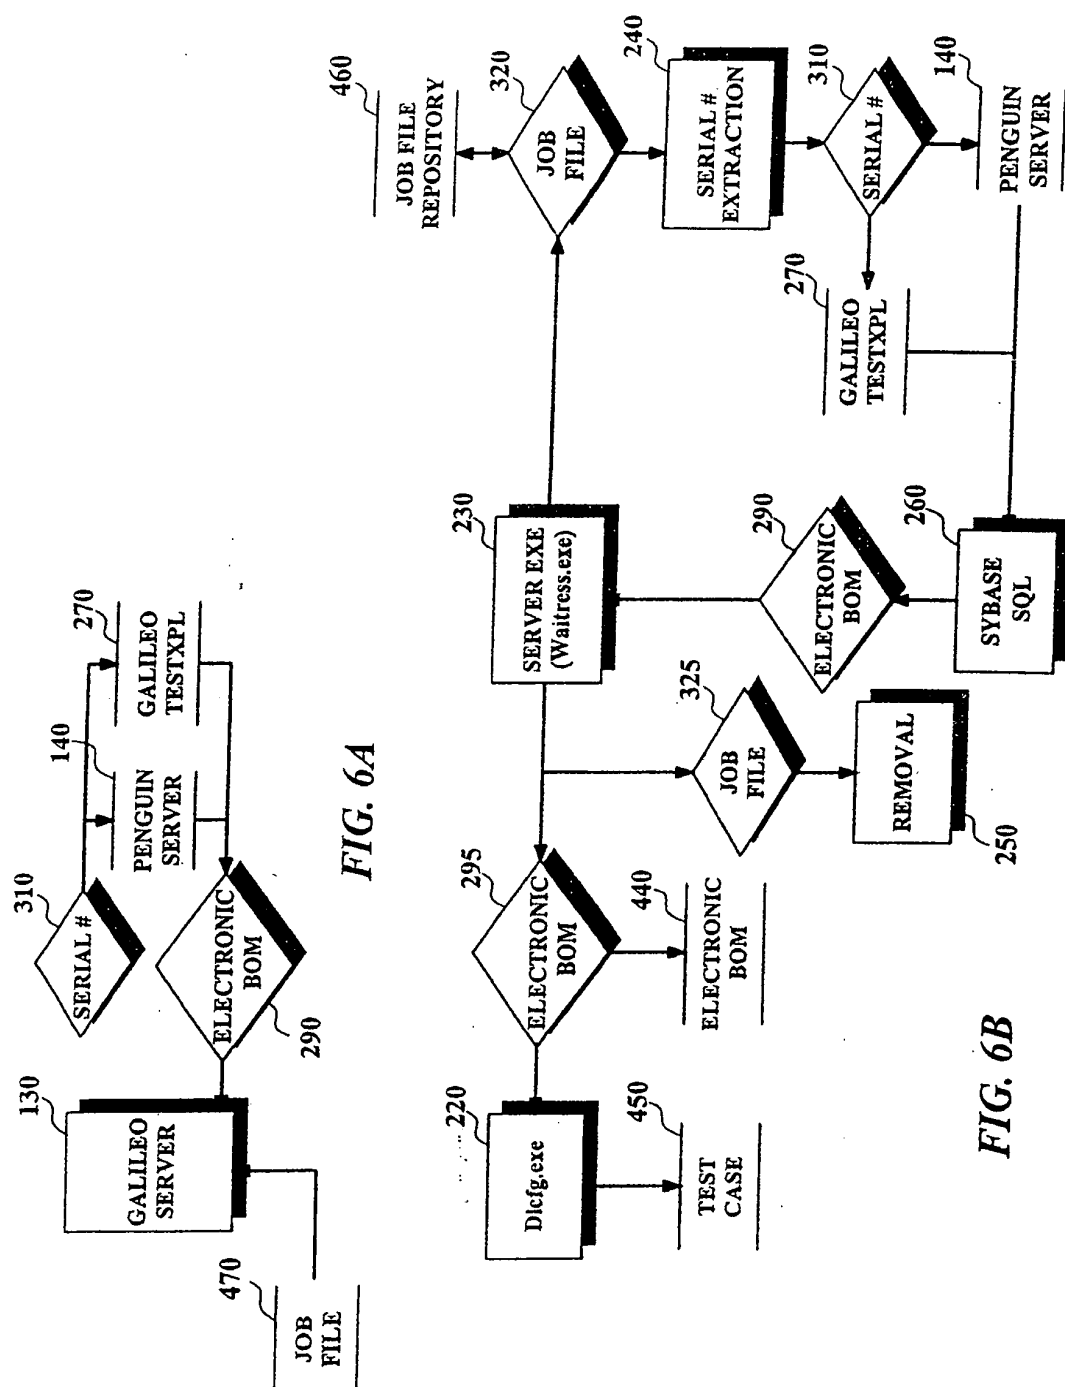 470
JOB
FILE
130
GALILEO
SERVER
310
SERIAL #
ELECTRONIC
BOM
290
140
PENGUIN
SERVER
270
GALILEO
TESTXPL
FIG. 6A
220
Dlcfg.exe
450
TEST
CASE
295
ELECTRONIC
BOM
440
ELECTRONIC
BOM
325
JOB
FILE
REMOVAL
250
230
SERVER EXE
(Waitress.exe)
290
ELECTRONIC
BOM
260
SYBASE
SQL
460
JOB FILE
REPOSITORY
320
JOB
FILE
240
SERIAL #
EXTRACTION
310
SERIAL #
270
GALILEO
TESTXPL
140
PENGUIN
SERVER
FIG. 6B